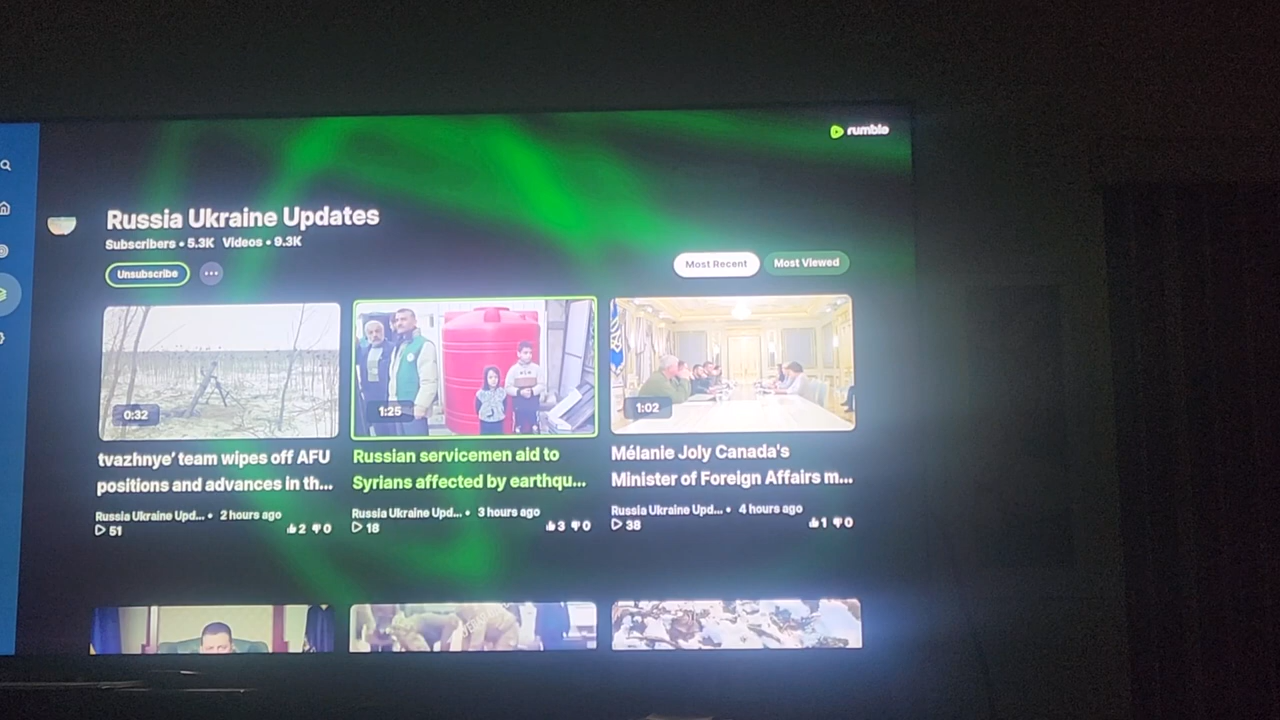 rumble
Russia Ukraine Updates
Subscribers • 5.3K Videos • 9.3K
Unsubscribe
Most Recent
Most Viewed
0:32
1:25
1:02
tvazhnye’ team wipes off AFU
positions and advances in th...
Russia Ukraine Upd... • 2 hours ago
51
2 0
Russian servicemen aid to
Syrians affected by earthqu...
Russia Ukraine Upd... • 3 hours ago
18
3 0
Mélanie Joly Canada's
Minister of Foreign Affairs m...
Russia Ukraine Upd... • 4 hours ago
38
1 0